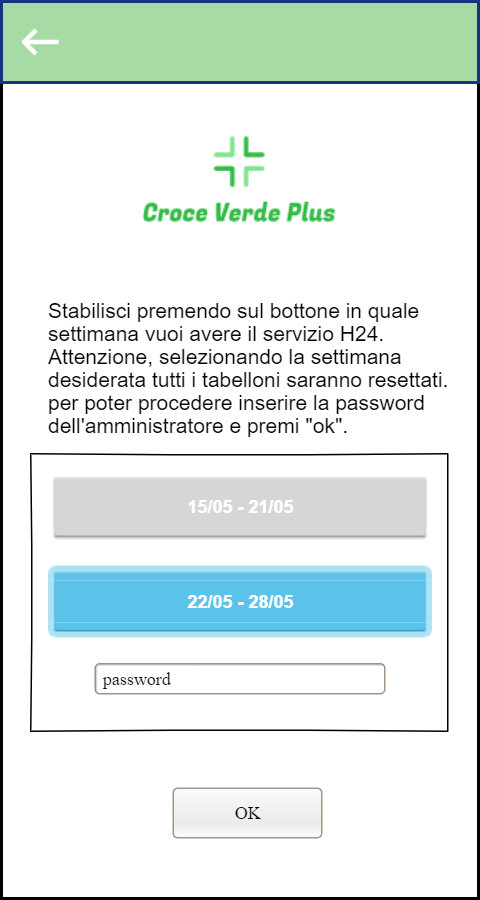 Croce Verde Plus
Stabilisci premendo sul bottone in quale
settimana vuoi avere il servizio H24.
Attenzione, selezionando la settimana
desiderata tutti i tabelloni saranno resettati.
per poter procedere inserire la password
dell'amministratore e premi "ok".
15/05 - 21/05
22/05 - 28/05
password
OK